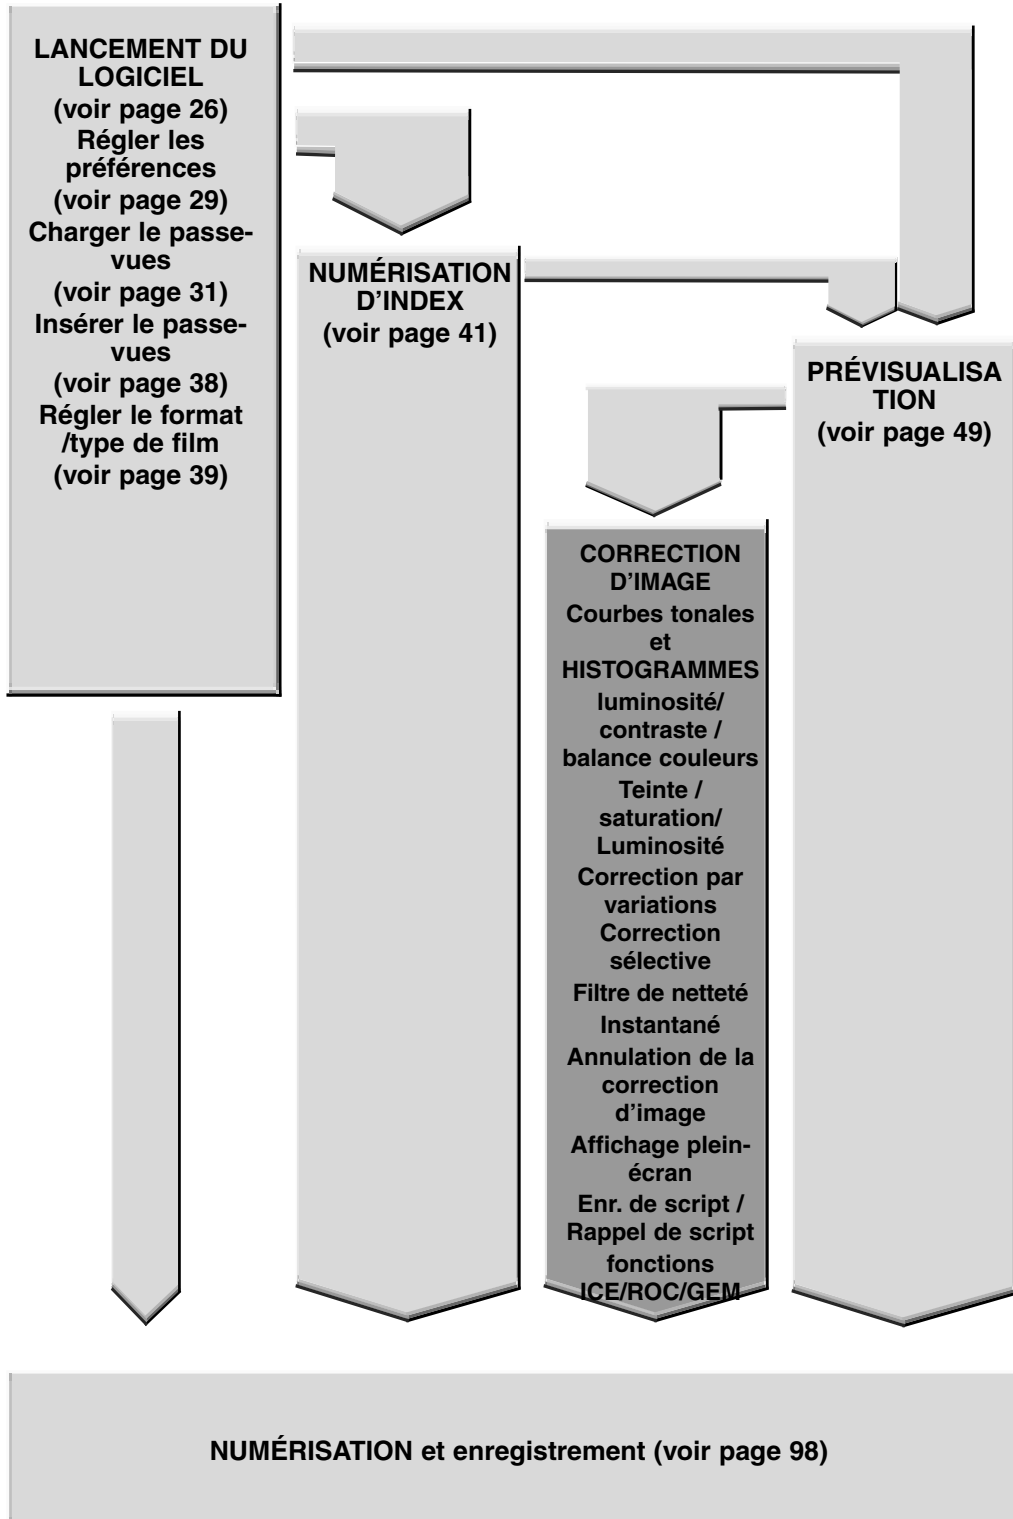 LANCEMENT DU
LOGICIEL
(voir page 26)
Régler les
préférences
(voir page 29)
Charger le passe-
vues
(voir page 31)
Insérer le passe-
vues
(voir page 38)
Régler le format
/type de film
(voir page 39)
NUMÉRISATION
D'INDEX
(voir page 41)
PRÉVISUALISA
TION
(voir page 49)
CORRECTION
D'IMAGE
Courbes tonales
et
HISTOGRAMMES
luminosité/
contraste /
balance couleurs
Teinte /
saturation/
Luminosité
Correction par
variations
Correction
sélective
Filtre de netteté
Instantané
Annulation de la
correction
d'image
Affichage plein-
écran
Enr. de script /
Rappel de script
fonctions
ICE/ROC/GEM
NUMÉRISATION et enregistrement (voir page 98)